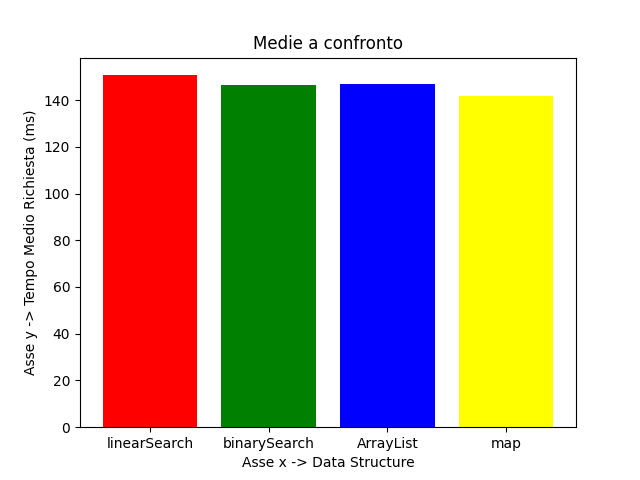 Medie a confronto
Asse y -> Tempo Medio Richiesta (ms)
140
120
100
80
60
40
20
0
linearSearch binarySearch ArrayList map
Asse x -> Data Structure